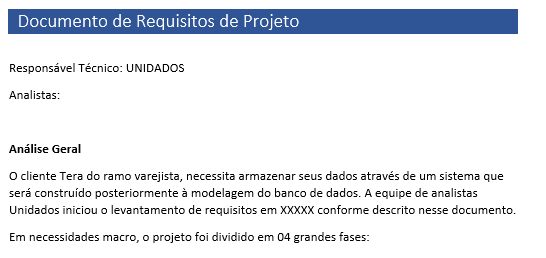 Documento de Requisitos de Projeto
Responsável Técnico: UNIDADOS
Analistas:
Análise Geral
O cliente Tera do ramo varejista, necessita armazenar seus dados através de um sistema que
será construído posteriormente à modelagem do banco de dados. A equipe de analistas
Unidados iniciou o levantamento de requisitos em XXXXX conforme descrito nesse documento.
Em necessidades macro, o projeto foi dividido em 04 grandes fases: